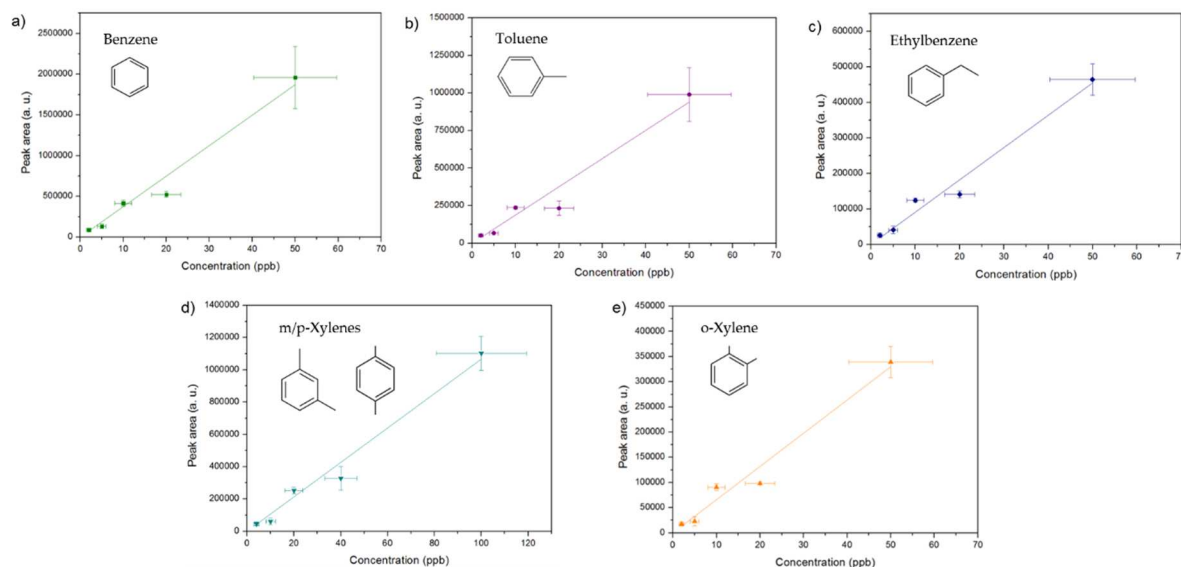 a)
Benzene
Peak area (a. u.)
2500000
2000000
1500000
1000000
500000
0
0 10 20 30 40 50 60 70
Concentration (ppb)
b)
Toluene
Peak area (a. u.)
1500000
1250000
1000000
750000
500000
250000
0
0 10 20 30 40 50 60 70
Concentration (ppb)
c)
Ethylbenzene
Peak area (a. u.)
600000
500000
400000
300000
200000
100000
0
0 10 20 30 40 50 60 70
Concentration (ppb)
d)
m/p-Xylenes
Peak area (a. u.)
1400000
1200000
1000000
800000
600000
400000
200000
0
0 20 40 60 80 100 120
Concentration (ppb)
e)
o-Xylene
Peak area (a. u.)
450000
400000
350000
300000
250000
200000
150000
100000
50000
0
0 10 20 30 40 50 60 70
Concentration (ppb)